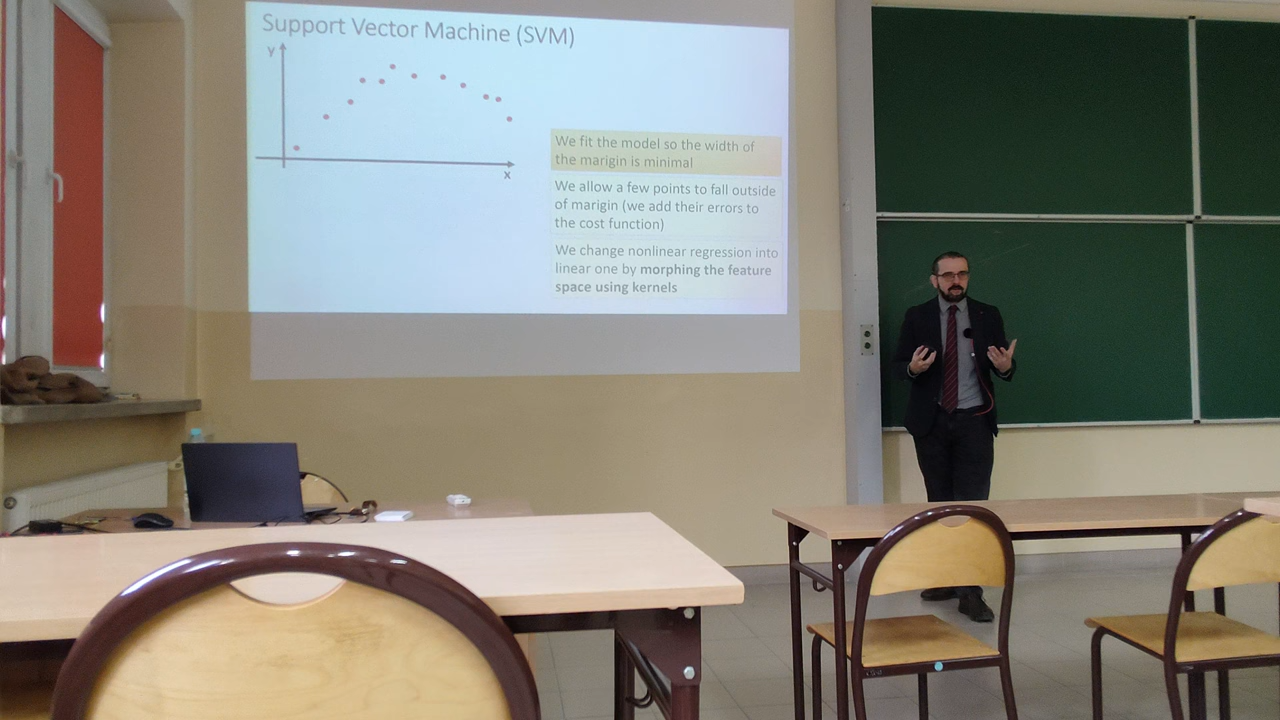 Support Vector Machine (SVM)
y
x
We fit the model so the width of
the marigin is minimal
We allow a few points to fall outside
of marigin (we add their errors to
the cost function)
We change nonlinear regression into
linear one by morphing the feature
space using kernels